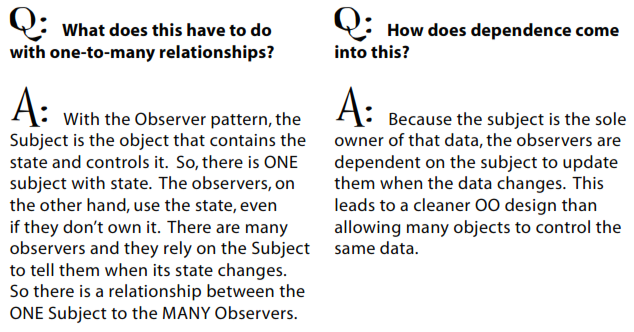 Q: What does this have to do
with one-to-many relationships?
A: With the Observer pattern, the
Subject is the object that contains the
state and controls it. So, there is ONE
subject with state. The observers, on
the other hand, use the state, even
if they don't own it. There are many
observers and they rely on the Subject
to tell them when its state changes.
So there is a relationship between the
ONE Subject to the MANY Observers.
Q: How does dependence come
into this?
A: Because the subject is the sole
owner of that data, the observers are
dependent on the subject to update
them when the data changes. This
leads to a cleaner OO design than
allowing many objects to control the
same data.